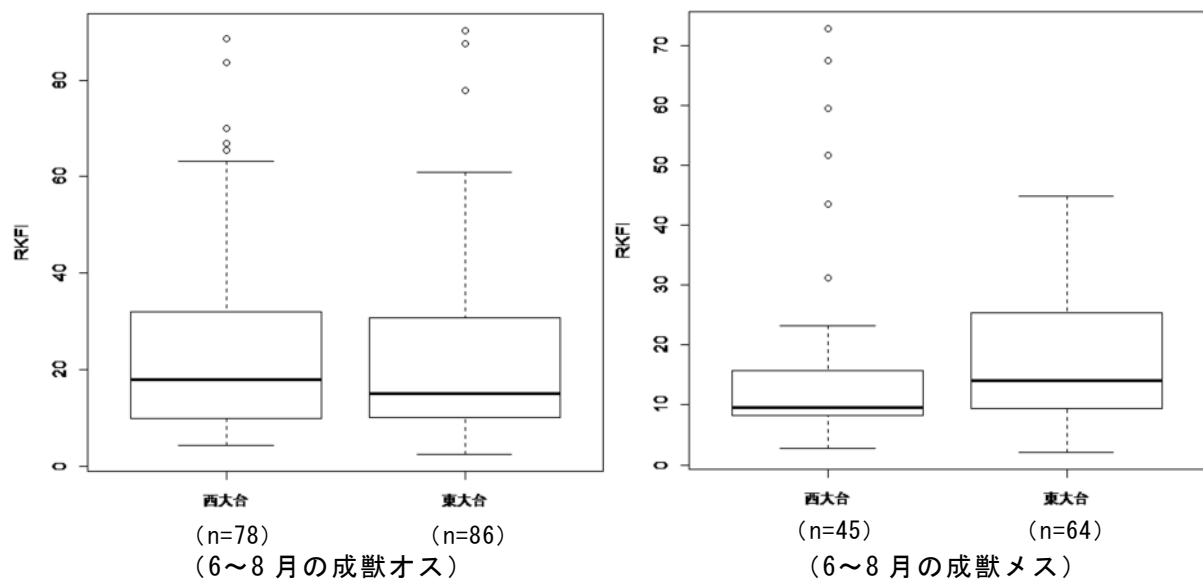 RKFI
80
60
40
20
0
西大台
東大台
(n=78)
(n=86)
(6～8月の成獣オス)
RKFI
70
60
50
40
30
20
10
0
西大台
東大台
(n=45)
(n=64)
(6～8月の成獣メス)